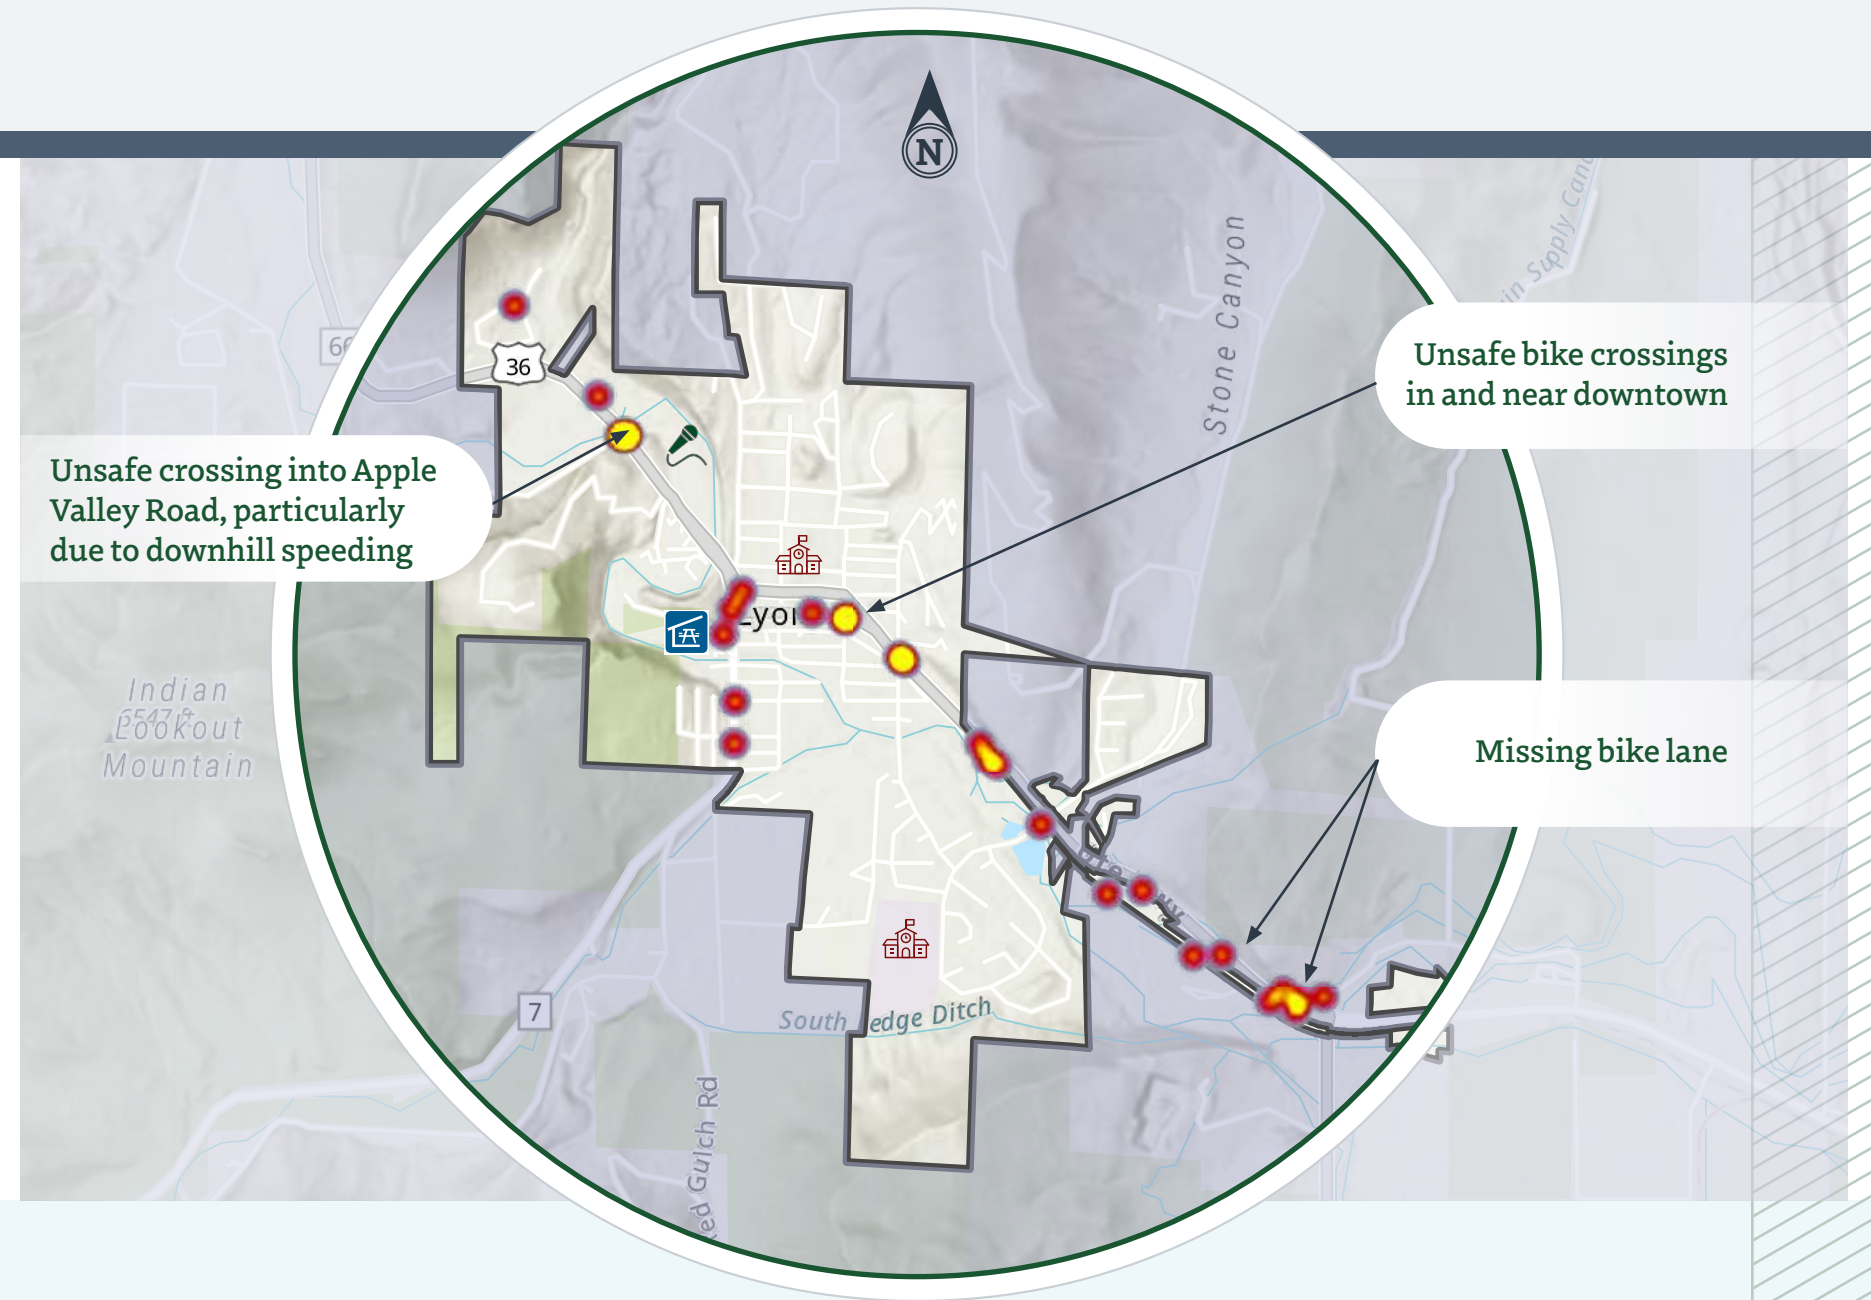 N
Stone Canyon
Unsafe bike crossings
in and near downtown
36
Unsafe crossing into Apple
Valley Road, particularly
due to downhill speeding
Indian
Lookout
Mountain
Missing bike lane
7
South
edge Ditch
Gulch Rd